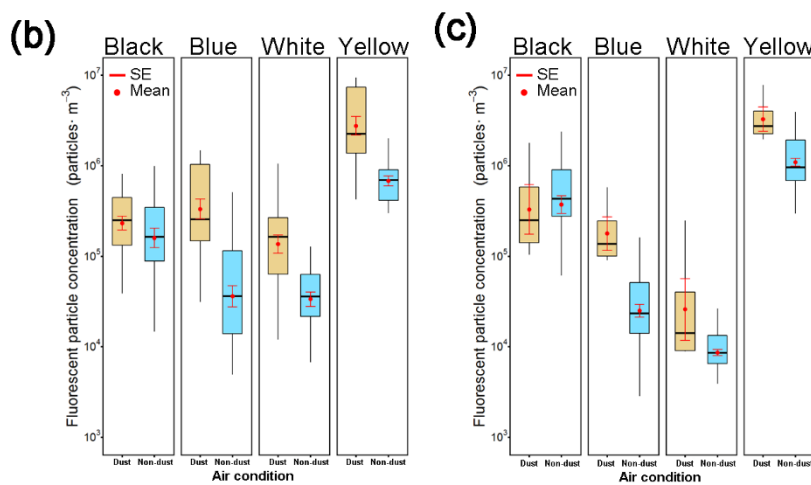 (b)
Black Blue White Yellow
SE
Mean
Fluorescent particle concentration (particles· m⁻³)
10⁷
10⁶
10⁵
10⁴
10³
Dust Non-dust Dust Non-dust Dust Non-dust Dust Non-dust
Air condition
(c)
Black Blue White Yellow
SE
Mean
Fluorescent particle concentration (particles· m⁻³)
10⁷
10⁶
10⁵
10⁴
10³
Dust Non-dust Dust Non-dust Dust Non-dust Dust Non-dust
Air condition